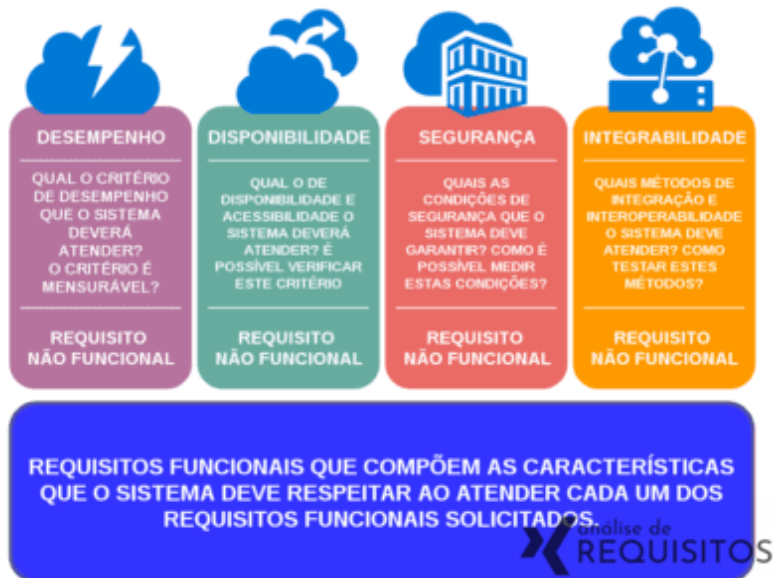 DESEMPENHO
QUAL O CRITÉRIO
DE DESEMPENHO
QUE O SISTEMA
DEVERÁ
ATENDER?
O CRITÉRIO É
MENSURÁVEL?
REQUISITO
NÃO FUNCIONAL
DISPONIBILIDADE
QUAL O DE
DISPONIBILIDADE E
ACESSIBILIDADE O
SISTEMA DEVERÁ
ATENDER? É
POSSÍVEL VERIFICAR
ESTE CRITÉRIO
REQUISITO
NÃO FUNCIONAL
SEGURANÇA
QUAIS AS
CONDIÇÕES DE
SEGURANÇA QUE O
SISTEMA DEVE
GARANTIR? COMO É
POSSÍVEL MEDIR
ESTAS CONDIÇÕES?
REQUISITO
NÃO FUNCIONAL
INTEGRABILIDADE
QUAIS MÉTODOS DE
INTEGRAÇÃO E
INTEROPERABILIDADE
O SISTEMA DEVE
ATENDER? COMO
TESTAR ESTES
MÉTODOS?
REQUISITO
NÃO FUNCIONAL
REQUISITOS FUNCIONAIS QUE COMPÕEM AS CARACTERÍSTICAS
QUE O SISTEMA DEVE RESPEITAR AO ATENDER CADA UM DOS
REQUISITOS FUNCIONAIS SOLICITADOS.
análise de
REQUISITOS